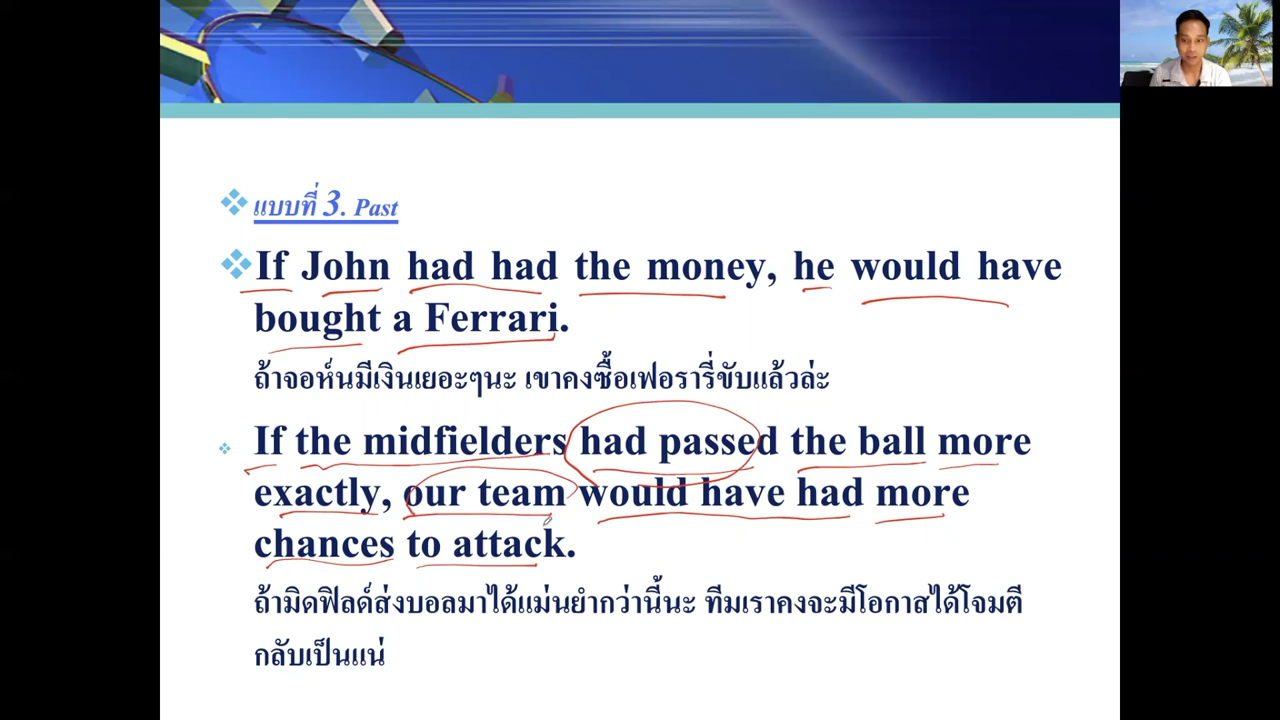 แบบที่ 3. Past
If John had had the money, he would have
bought a Ferrari.
ถ้าจอห์นมีเงินเยอะๆนะ เขาคงซื้อเฟอรารี่ขับแล้วล่ะ
If the midfielders had passed the ball more
exactly, our team would have had more
chances to attack.
ถ้ามิดฟิลด์ส่งบอลมาได้แม่นยำกว่านี้นะ ทีมเราคงจะมีโอกาสได้โจมตี
กลับเป็นแน่